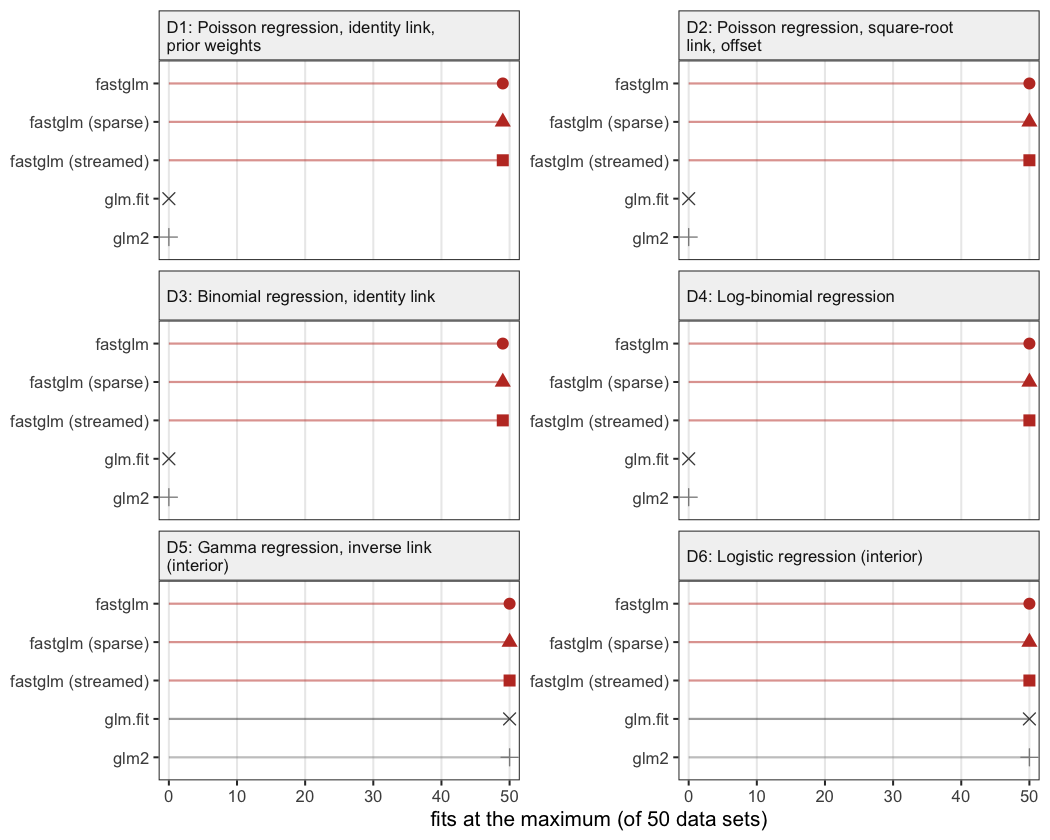 D1: Poisson regression, identity link,
prior weights
fastglm
fastglm (sparse)
fastglm (streamed)
glm.fit
glm2
D2: Poisson regression, square-root
link, offset
fastglm
fastglm (sparse)
fastglm (streamed)
glm.fit
glm2
D3: Binomial regression, identity link
fastglm
fastglm (sparse)
fastglm (streamed)
glm.fit
glm2
D4: Log-binomial regression
fastglm
fastglm (sparse)
fastglm (streamed)
glm.fit
glm2
D5: Gamma regression, inverse link
(interior)
fastglm
fastglm (sparse)
fastglm (streamed)
glm.fit
glm2
0 10 20 30 40 50
D6: Logistic regression (interior)
fastglm
fastglm (sparse)
fastglm (streamed)
glm.fit
glm2
0 10 20 30 40 50
fits at the maximum (of 50 data sets)